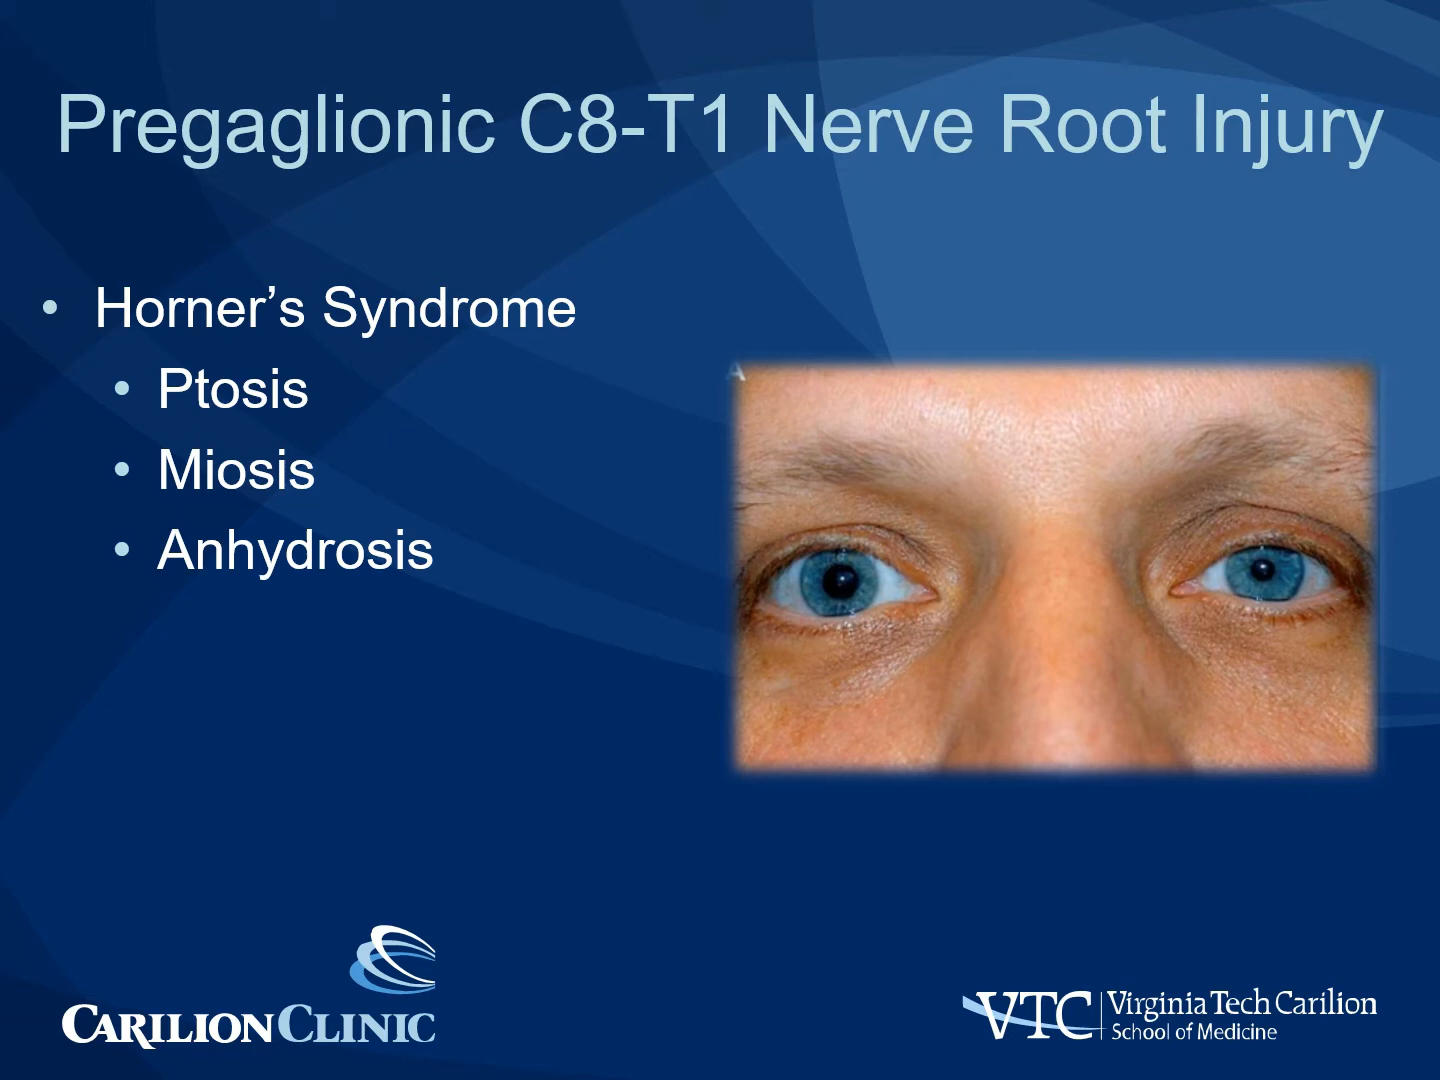 Pregaglionic C8-T1 Nerve Root Injury
• Horner’s Syndrome
• Ptosis
• Miosis
• Anhydrosis
A
CARILION CLINIC
VTC Virginia Tech Carilion
School of Medicine